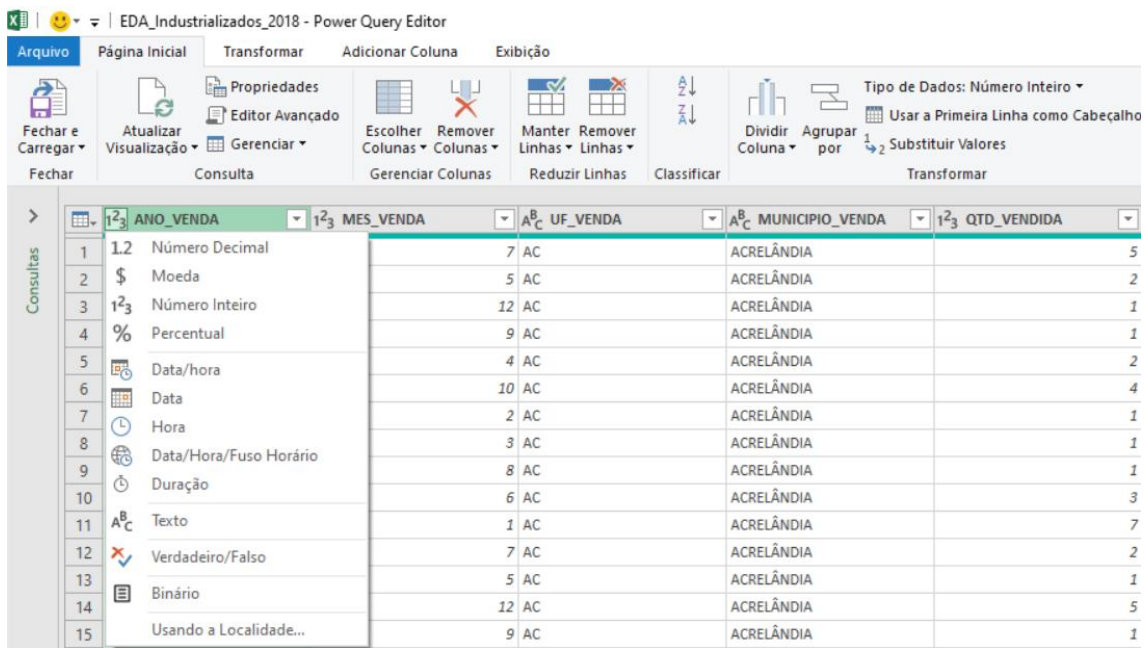 EDA_Industrializados_2018 - Power Query Editor
Arquivo Página Inicial Transformar Adicionar Coluna Exibição
Fechar e Carregar
Fechar
Atualizar Visualização
Propriedades
Editor Avançado
Gerenciar
Consulta
Escolher Colunas
Remover Colunas
Gerenciar Colunas
Manter Linhas
Remover Linhas
Reduzir Linhas
Classificar
Dividir Coluna
Agrupar por
Tipo de Dados: Número Inteiro
Usar a Primeira Linha como Cabeçalho
Substituir Valores
Transformar
Consultas
ANO_VENDA MES_VENDA UF_VENDA MUNICIPIO_VENDA QTD_VENDIDA
1.2 Número Decimal
$ Moeda
123 Número Inteiro
% Percentual
Data/hora
Data
Hora
Data/Hora/Fuso Horário
Duração
ABC Texto
Verdadeiro/Falso
Binário
Usando a Localidade...
1 7 AC ACRELÂNDIA 5
2 5 AC ACRELÂNDIA 2
3 12 AC ACRELÂNDIA 1
4 9 AC ACRELÂNDIA 1
5 4 AC ACRELÂNDIA 2
6 10 AC ACRELÂNDIA 4
7 2 AC ACRELÂNDIA 1
8 3 AC ACRELÂNDIA 1
9 8 AC ACRELÂNDIA 1
10 6 AC ACRELÂNDIA 3
11 1 AC ACRELÂNDIA 7
12 7 AC ACRELÂNDIA 2
13 5 AC ACRELÂNDIA 1
14 12 AC ACRELÂNDIA 5
15 9 AC ACRELÂNDIA 1